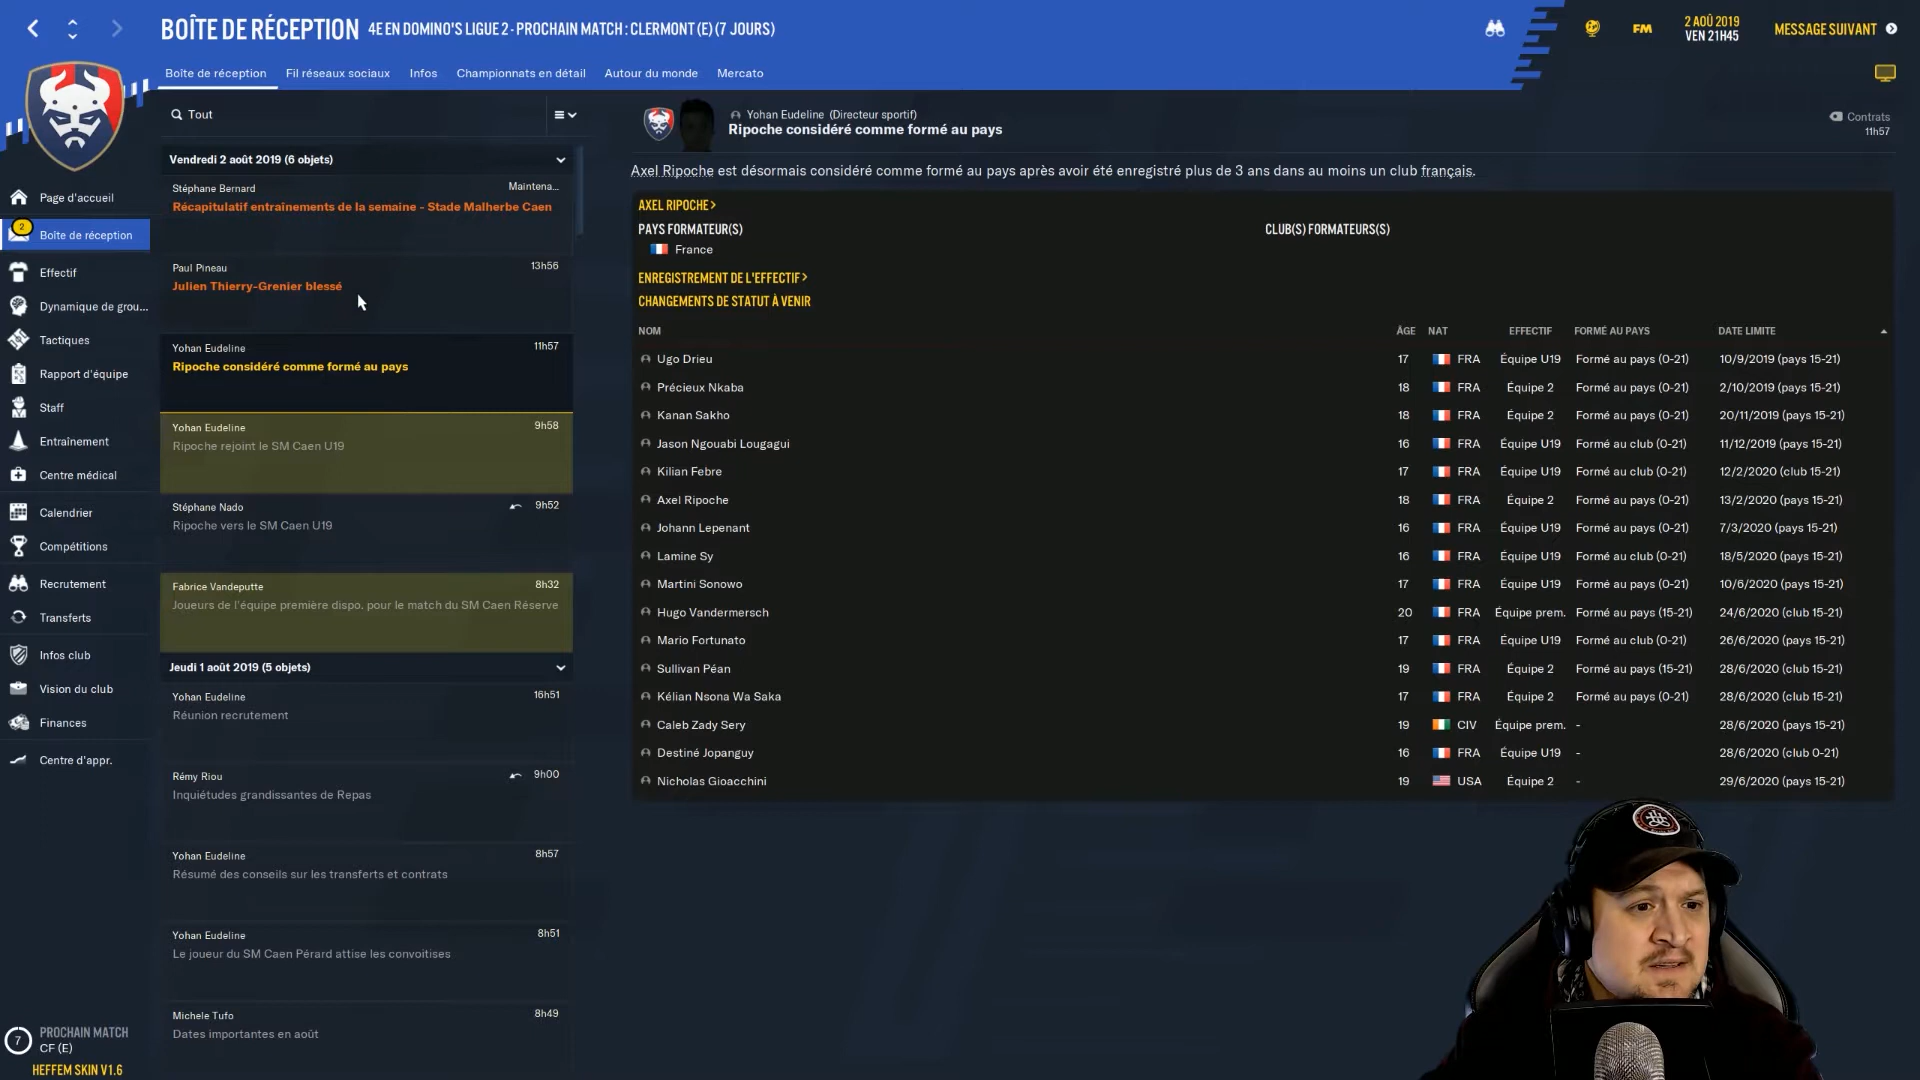 BOÎTE DE RÉCEPTION 4E EN DOMINO'S LIGUE 2 - PROCHAIN MATCH : CLERMONT (E) (7 JOURS)
FM
2 AOÛ 2019
VEN 21H45
MESSAGE SUIVANT
Boîte de réception Fil réseaux sociaux Infos Championnats en détail Autour du monde Mercato
Page d'accueil
2
Boîte de réception
Effectif
Dynamique de grou...
Tactiques
Rapport d'équipe
Staff
Entraînement
Centre médical
Calendrier
Compétitions
Recrutement
Transferts
Infos club
Vision du club
Finances
Centre d'appr.
7
PROCHAIN MATCH
CF (E)
HEFFEM SKIN V1.6
Tout
Vendredi 2 août 2019 (6 objets)
Stéphane Bernard Maintena...
Récapitulatif entraînements de la semaine - Stade Malherbe Caen
Paul Pineau 13h56
Julien Thierry-Grenier blessé
Yohan Eudeline 11h57
Ripoche considéré comme formé au pays
Yohan Eudeline 9h58
Ripoche rejoint le SM Caen U19
Stéphane Nado 9h52
Ripoche vers le SM Caen U19
Fabrice Vandeputte 8h32
Joueurs de l'équipe première dispo. pour le match du SM Caen Réserve
Jeudi 1 août 2019 (5 objets)
Yohan Eudeline 16h51
Réunion recrutement
Rémy Riou 9h00
Inquiétudes grandissantes de Repas
Yohan Eudeline 8h57
Résumé des conseils sur les transferts et contrats
Yohan Eudeline 8h51
Le joueur du SM Caen Pérard attise les convoitises
Michele Tufo 8h49
Dates importantes en août
Yohan Eudeline (Directeur sportif)
Ripoche considéré comme formé au pays
Contrats
11h57
Axel Ripoche est désormais considéré comme formé au pays après avoir été enregistré plus de 3 ans dans au moins un club français.
AXEL RIPOCHE>
PAYS FORMATEUR(S) CLUB(S) FORMATEURS(S)
France
ENREGISTREMENT DE L'EFFECTIF>
CHANGEMENTS DE STATUT À VENIR
NOM ÂGE NAT EFFECTIF FORMÉ AU PAYS DATE LIMITE
Ugo Drieu 17 FRA Équipe U19 Formé au pays (0-21) 10/9/2019 (pays 15-21)
Précieux Nkaba 18 FRA Équipe 2 Formé au pays (0-21) 2/10/2019 (pays 15-21)
Kanan Sakho 18 FRA Équipe 2 Formé au pays (0-21) 20/11/2019 (pays 15-21)
Jason Ngouabi Lougagui 16 FRA Équipe U19 Formé au club (0-21) 11/12/2019 (pays 15-21)
Kilian Febre 17 FRA Équipe U19 Formé au club (0-21) 12/2/2020 (club 15-21)
Axel Ripoche 18 FRA Équipe 2 Formé au pays (0-21) 13/2/2020 (pays 15-21)
Johann Lepenant 16 FRA Équipe U19 Formé au pays (0-21) 7/3/2020 (pays 15-21)
Lamine Sy 16 FRA Équipe U19 Formé au club (0-21) 18/5/2020 (pays 15-21)
Martini Sonowo 17 FRA Équipe U19 Formé au pays (0-21) 10/6/2020 (pays 15-21)
Hugo Vandermersch 20 FRA Équipe prem. Formé au pays (15-21) 24/6/2020 (club 15-21)
Mario Fortunato 17 FRA Équipe U19 Formé au club (0-21) 26/6/2020 (pays 15-21)
Sullivan Péan 19 FRA Équipe 2 Formé au pays (15-21) 28/6/2020 (club 15-21)
Kélian Nsona Wa Saka 17 FRA Équipe 2 Formé au pays (0-21) 28/6/2020 (club 15-21)
Caleb Zady Sery 19 CIV Équipe prem. - 28/6/2020 (pays 15-21)
Destiné Jopanguy 16 FRA Équipe U19 - 28/6/2020 (club 0-21)
Nicholas Gioacchini 19 USA Équipe 2 - 29/6/2020 (pays 15-21)